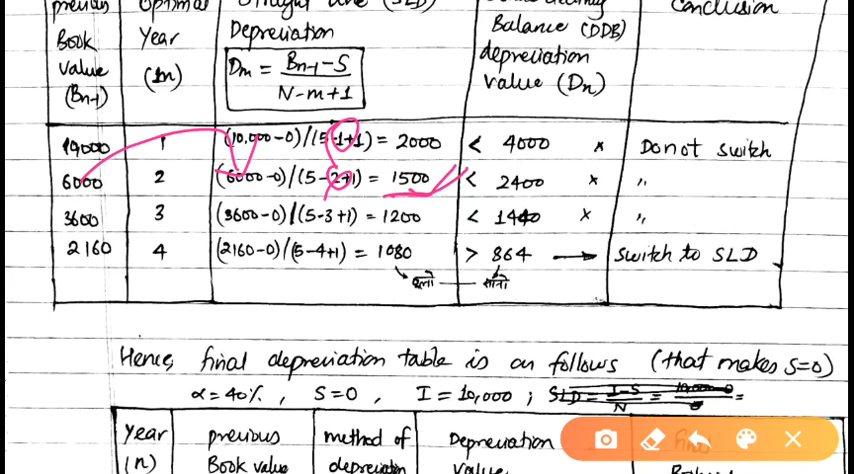 previous optimal Straight line (SLD) Conclusion
Book Year Depreciation Balance (DDB)
value (m) Dm = Bn-1 - S / N-m+1 depreciation
(Bn-1) value (Dn)
10000 1 (10,000-0)/(5-1+1) = 2000 < 4000 × Do not switch
6000 2 (6000-0)/(5-2+1) = 1500 < 2400 × "
3600 3 (3600-0)/(5-3+1) = 1200 < 1440 × "
2160 4 (2160-0)/(5-4+1) = 1080 > 864 → switch to SLD
Hence, final depreciation table is as follows (that makes S=0)
α = 40%, S=0, I = 10,000 ; SLD = I-S / N =
Year previous method of Depreciation
(n) Book value depreciation value